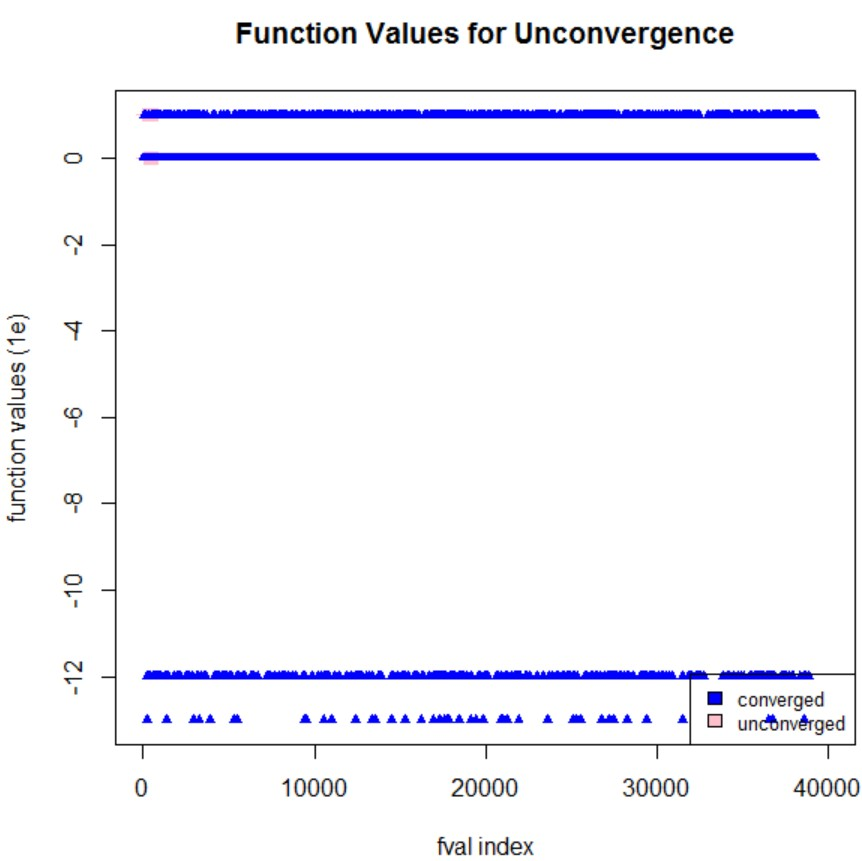 Function Values for Unconvergence
function values (1e)
0
-2
-4
-6
-8
-10
-12
converged
unconverged
0 10000 20000 30000 40000
fval index